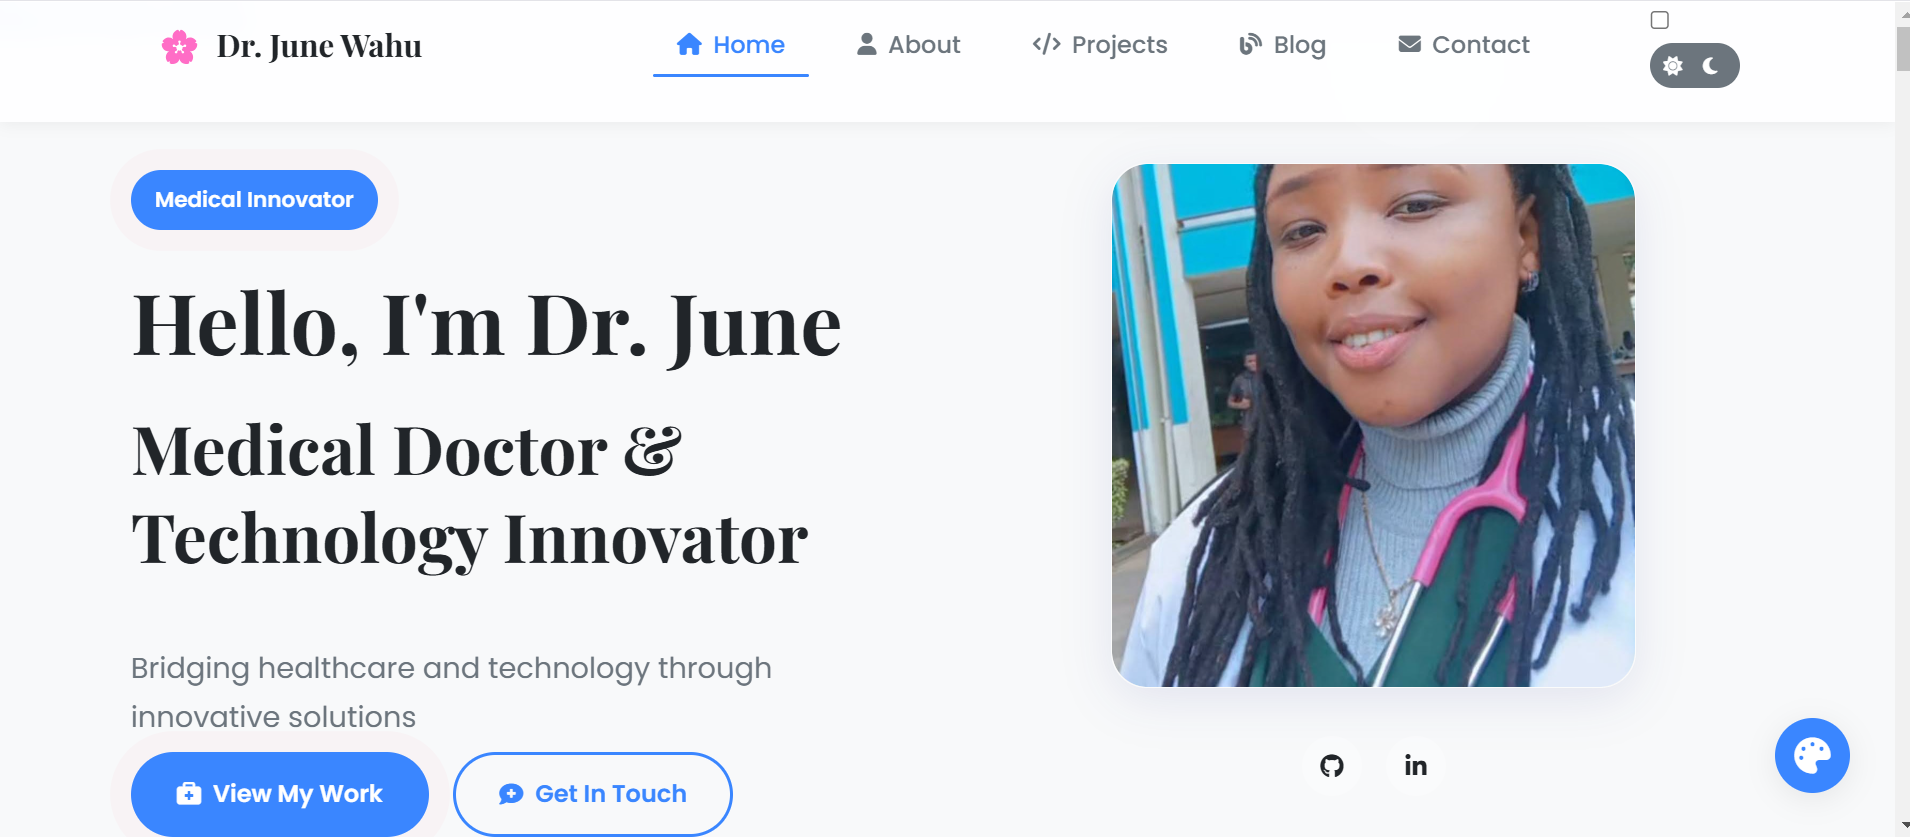 Dr. June Wahu
Home
About
Projects
Blog
Contact
Medical Innovator
Hello, I'm Dr. June
Medical Doctor &
Technology Innovator
Bridging healthcare and technology through
innovative solutions
View My Work
Get In Touch
in